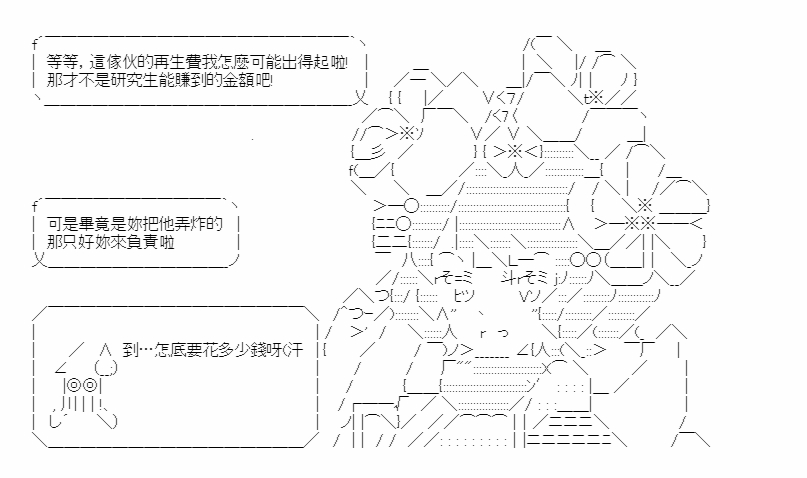 等等，這傢伙的再生費我怎麼可能出得起啦!
那才不是研究生能賺到的金額吧!
可是畢竟是妳把他弄炸的
那只好妳來負責啦
到…怎底要花多少錢呀(汗